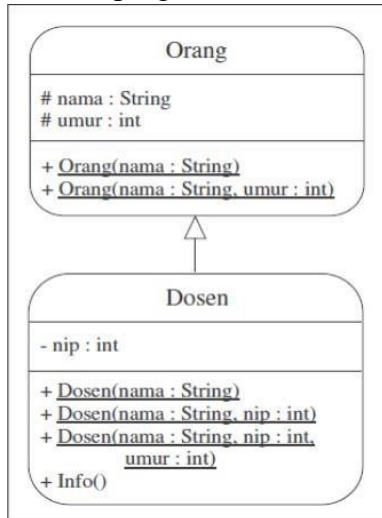 Orang
# nama : String
# umur : int
+ Orang(nama : String)
+ Orang(nama : String, umur : int)
Dosen
- nip : int
+ Dosen(nama : String)
+ Dosen(nama : String, nip : int)
+ Dosen(nama : String, nip : int,
umur : int)
+ Info()